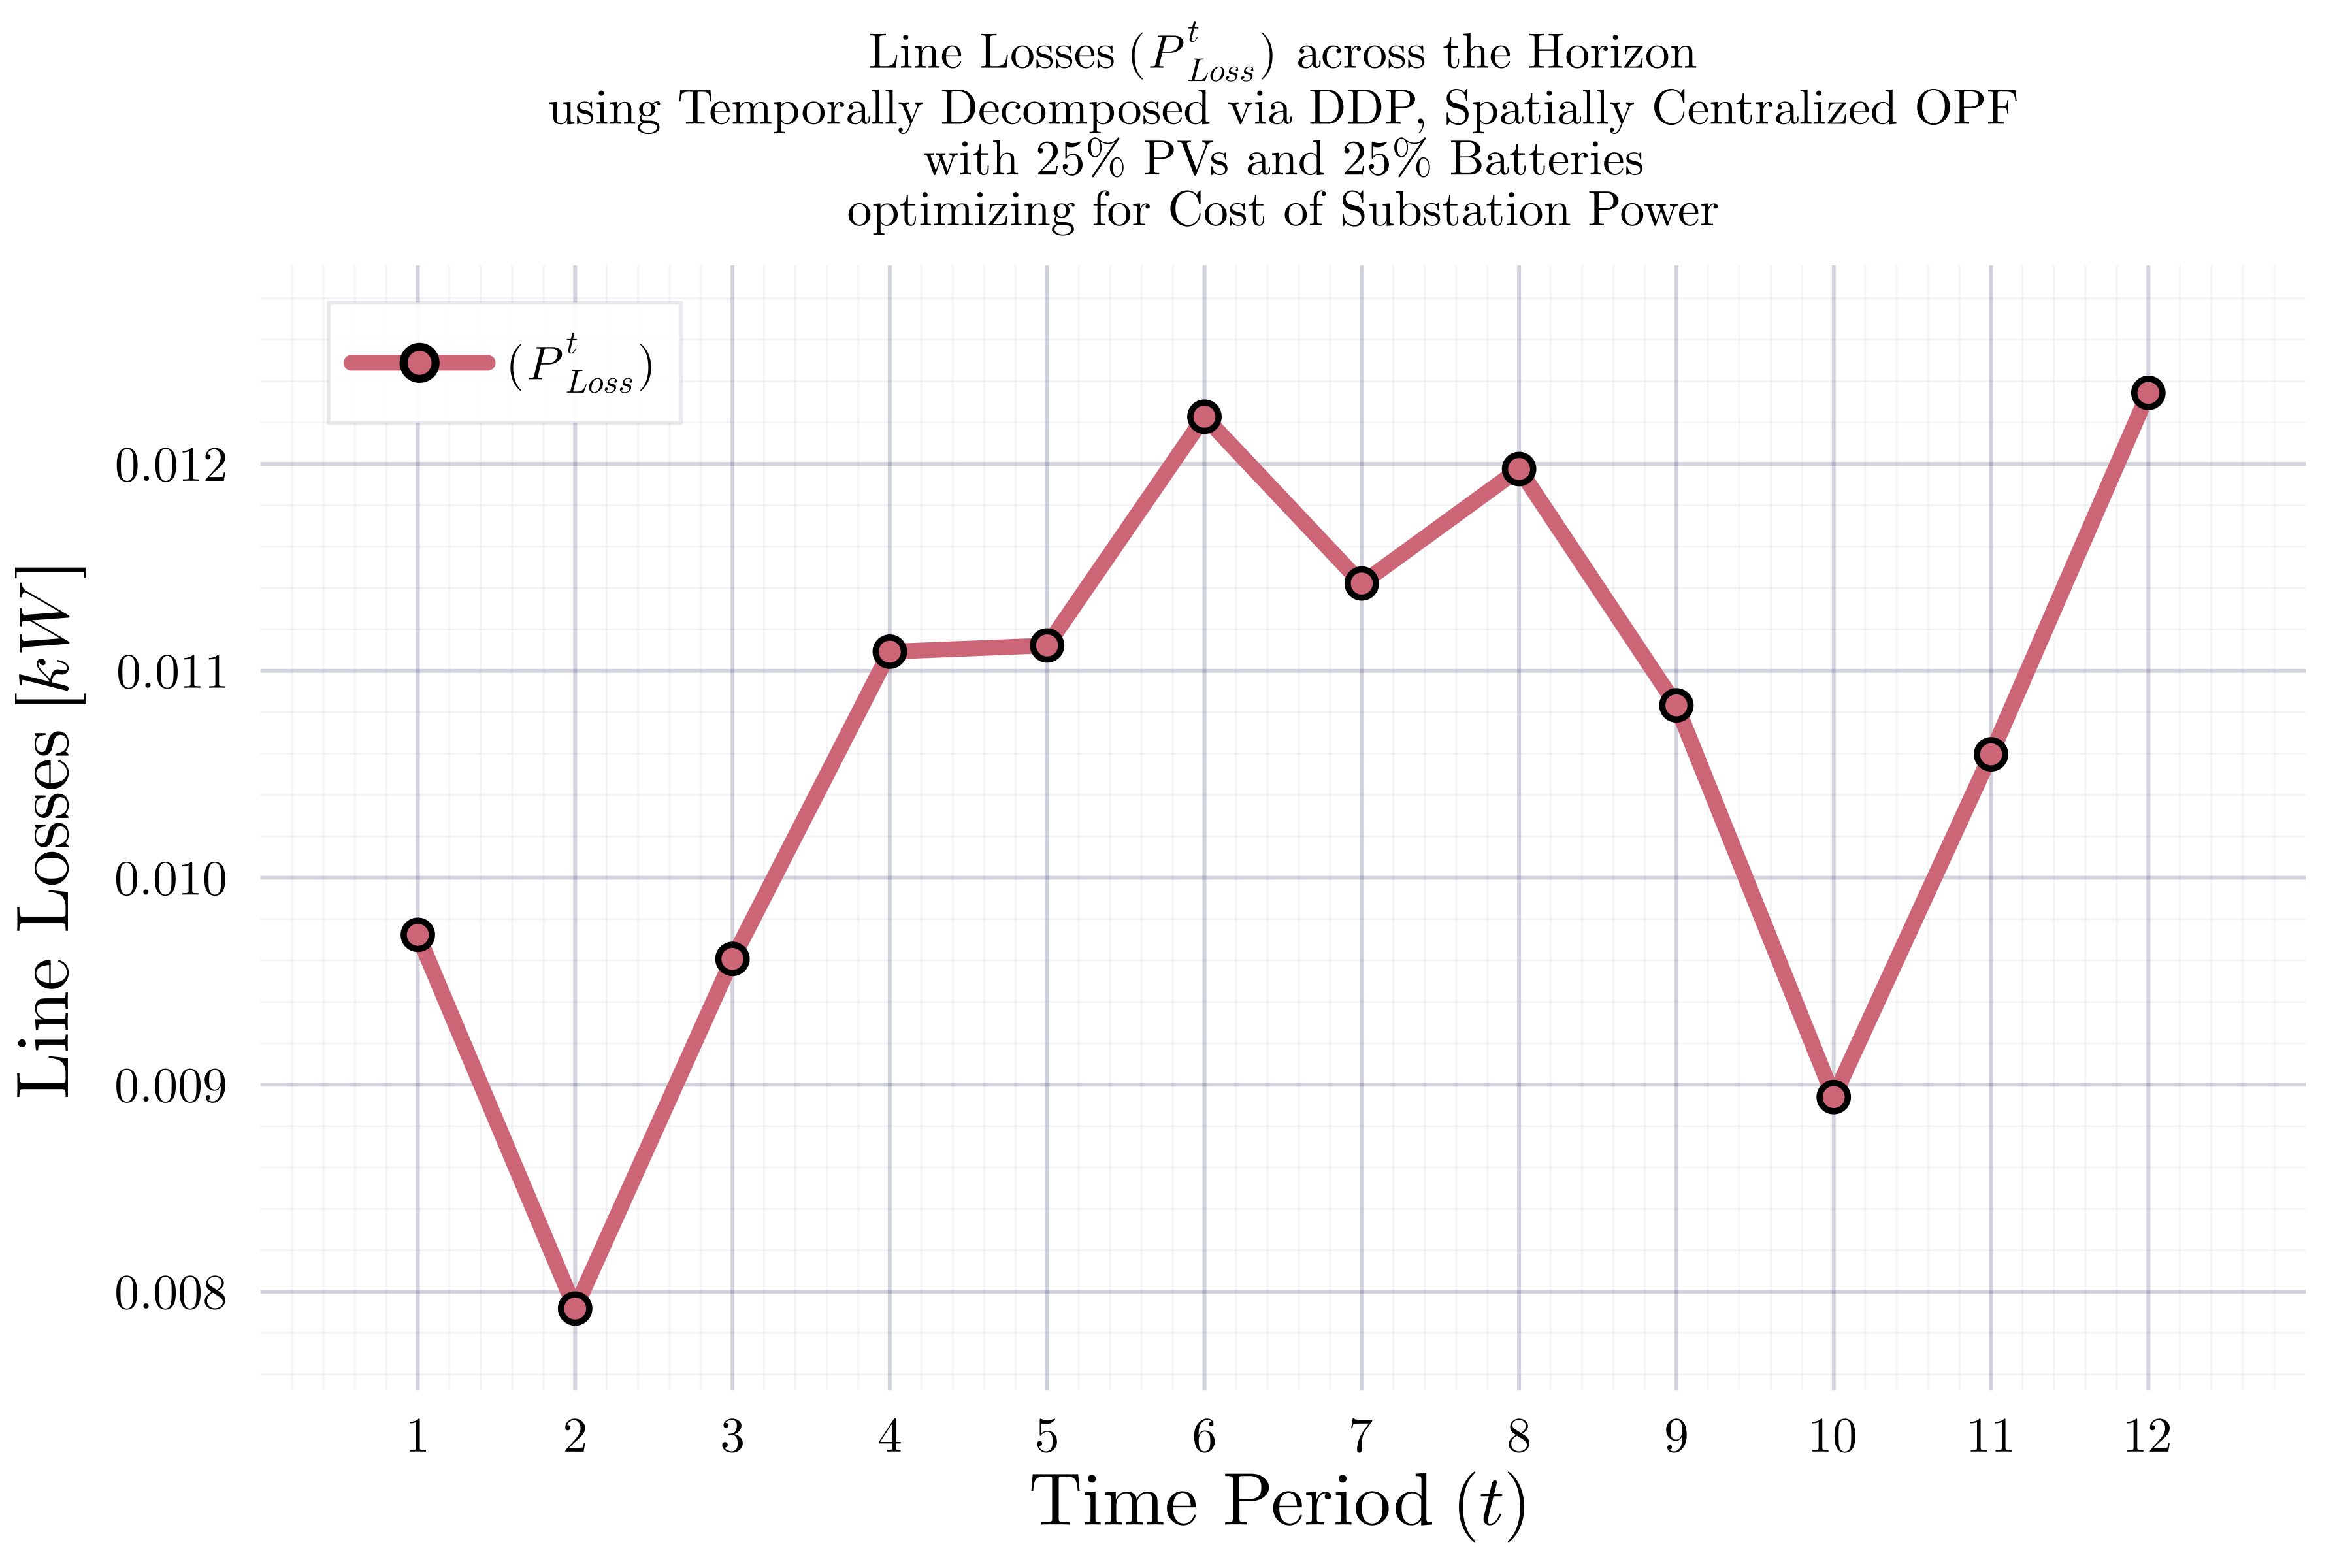 Line Losses (P^t_Loss) across the Horizon
using Temporally Decomposed via DDP, Spatially Centralized OPF
with 25% PVs and 25% Batteries
optimizing for Cost of Substation Power
(P^t_Loss)
Line Losses [kW]
0.012
0.011
0.010
0.009
0.008
1 2 3 4 5 6 7 8 9 10 11 12
Time Period (t)